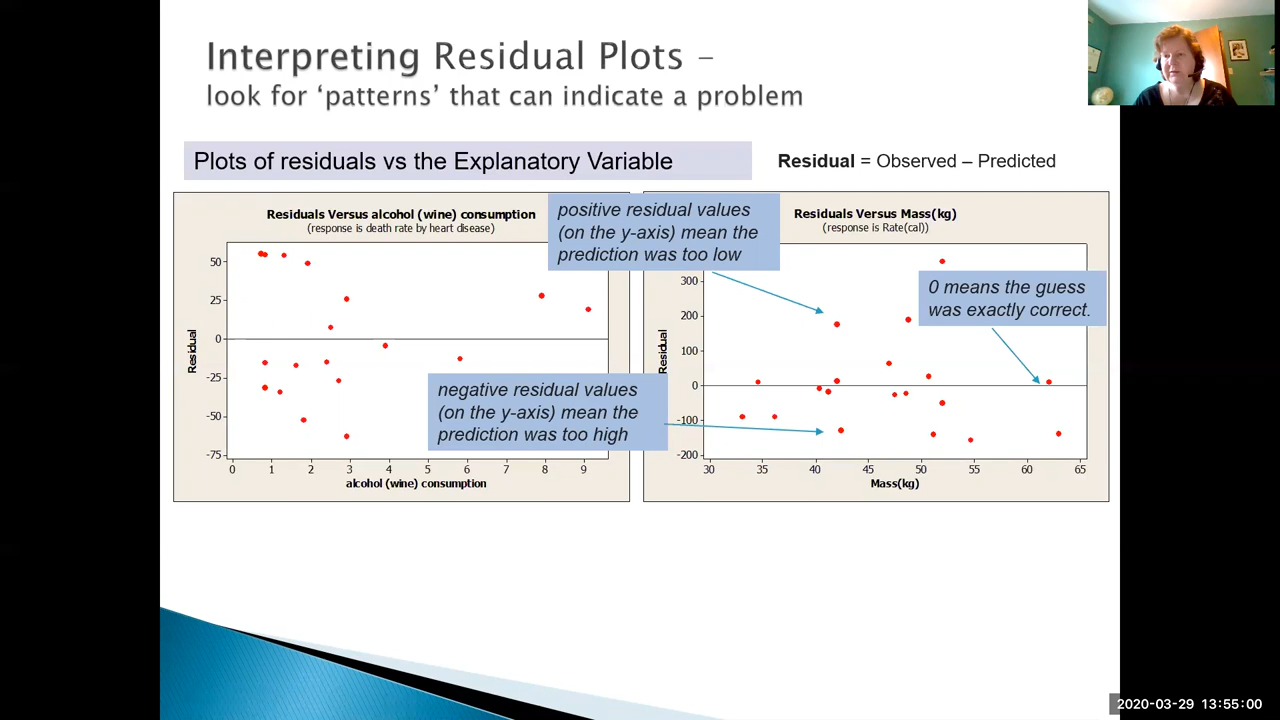 Interpreting Residual Plots –
look for ‘patterns’ that can indicate a problem
Plots of residuals vs the Explanatory Variable
Residual = Observed – Predicted
Residuals Versus alcohol (wine) consumption
(response is death rate by heart disease)
Residual
50
25
0
-25
-50
-75
0 1 2 3 4 5 6 7 8 9
alcohol (wine) consumption
positive residual values
(on the y-axis) mean the
prediction was too low
negative residual values
(on the y-axis) mean the
prediction was too high
Residuals Versus Mass(kg)
(response is Rate(cal))
0 means the guess
was exactly correct.
Residual
300
200
100
0
-100
-200
30 35 40 45 50 55 60 65
Mass(kg)
2020-03-29 13:55:00